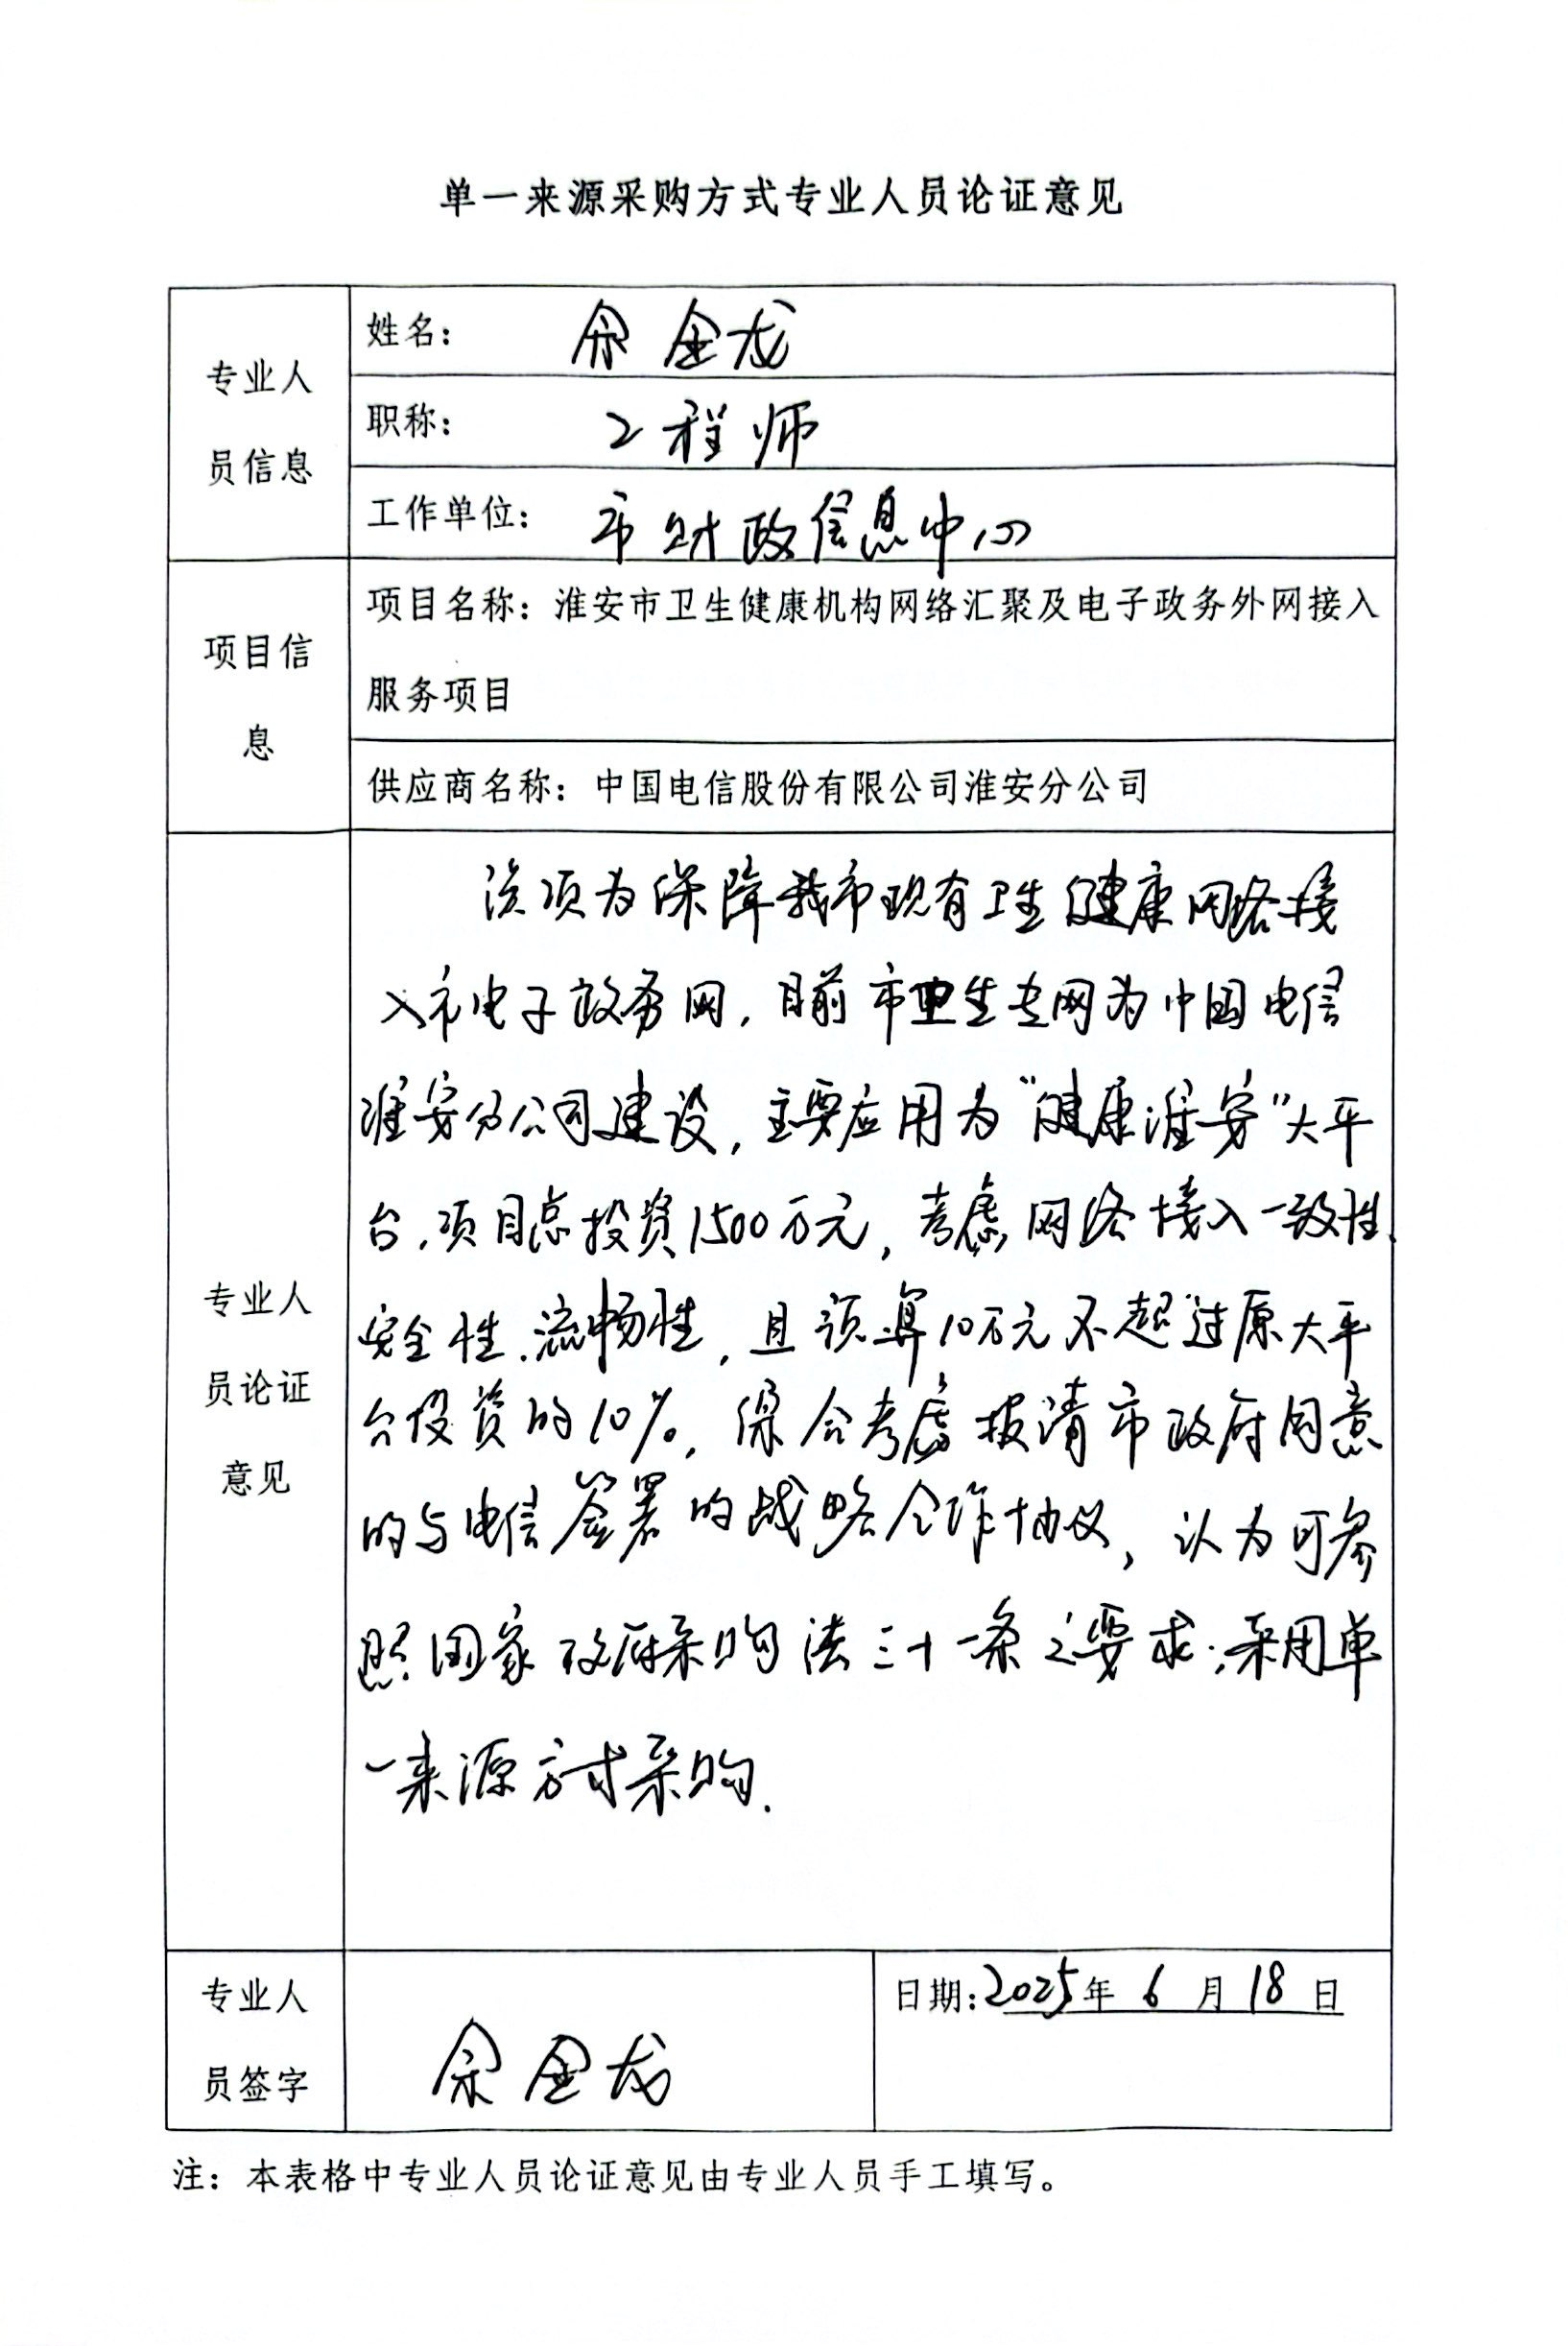 单一来源采购方式专业人员论证意见
专业人
员信息
姓名： 余金龙
职称： 工程师
工作单位： 市财政信息中心
项目信
息
项目名称：淮安市卫生健康机构网络汇聚及电子政务外网接入
服务项目
供应商名称：中国电信股份有限公司淮安分公司
专业人
员论证
意见
该项为保障我市现有卫生健康网络接
入市电子政务网，目前市卫生专网为中国电信
淮安分公司建设，主要应用为“健康淮安”大平
台，项目总投资1500万元，考虑网络接入一致性、
安全性、流畅性，且预算10万元不超过原大平
台投资的10%，综合考虑报请市政府同意
的与电信签署的战略合作协议，认为可参
照国家政府采购法三十一条之要求，采用单
一来源方式采购.
专业人
员签字
余金龙
日期：2025年 6 月 18 日
注：本表格中专业人员论证意见由专业人员手工填写。